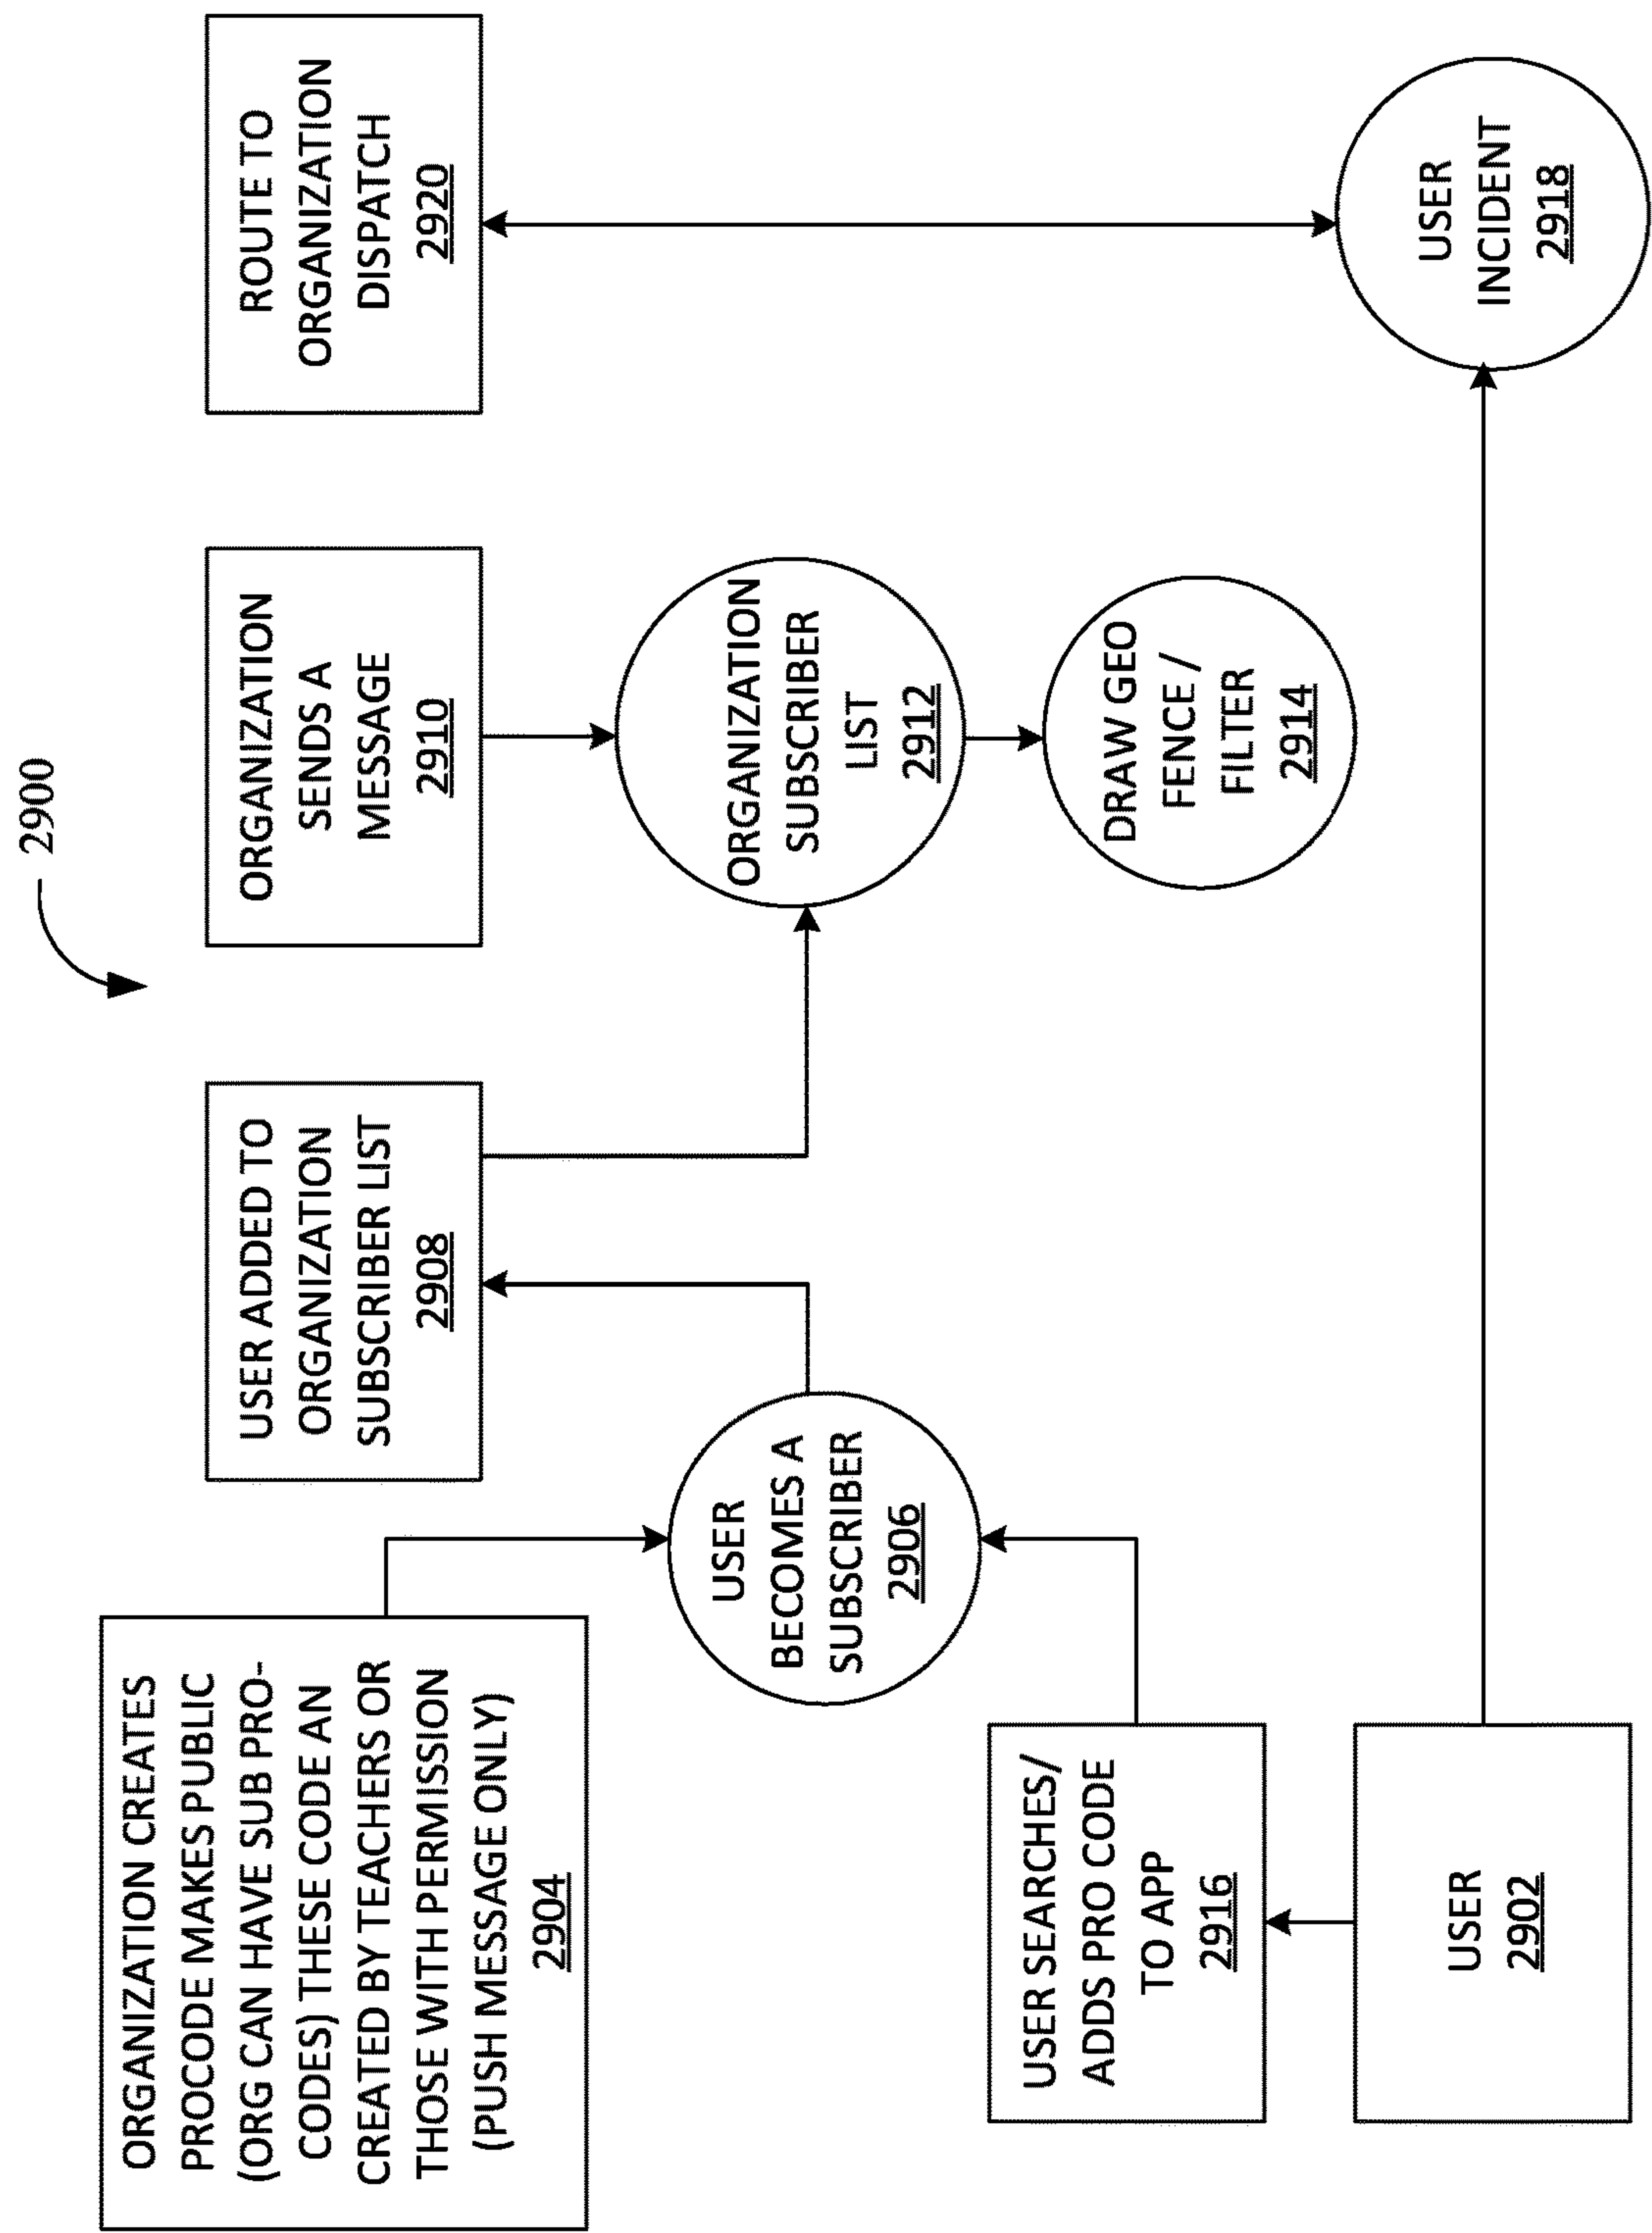 2900
ORGANIZATION CREATES
PROCODE MAKES PUBLIC
(ORG CAN HAVE SUB PRO-
CODES) THESE CODE AN
CREATED BY TEACHERS OR
THOSE WITH PERMISSION
(PUSH MESSAGE ONLY)
2904
USER ADDED TO
ORGANIZATION
SUBSCRIBER LIST
2908
ORGANIZATION
SENDS A
MESSAGE
2910
ROUTE TO
ORGANIZATION
DISPATCH
2920
USER
BECOMES A
SUBSCRIBER
2906
ORGANIZATION
SUBSCRIBER
LIST
2912
USER SEARCHES/
ADDS PRO CODE
TO APP
2916
DRAW GEO
FENCE /
FILTER
2914
USER
2902
USER
INCIDENT
2918